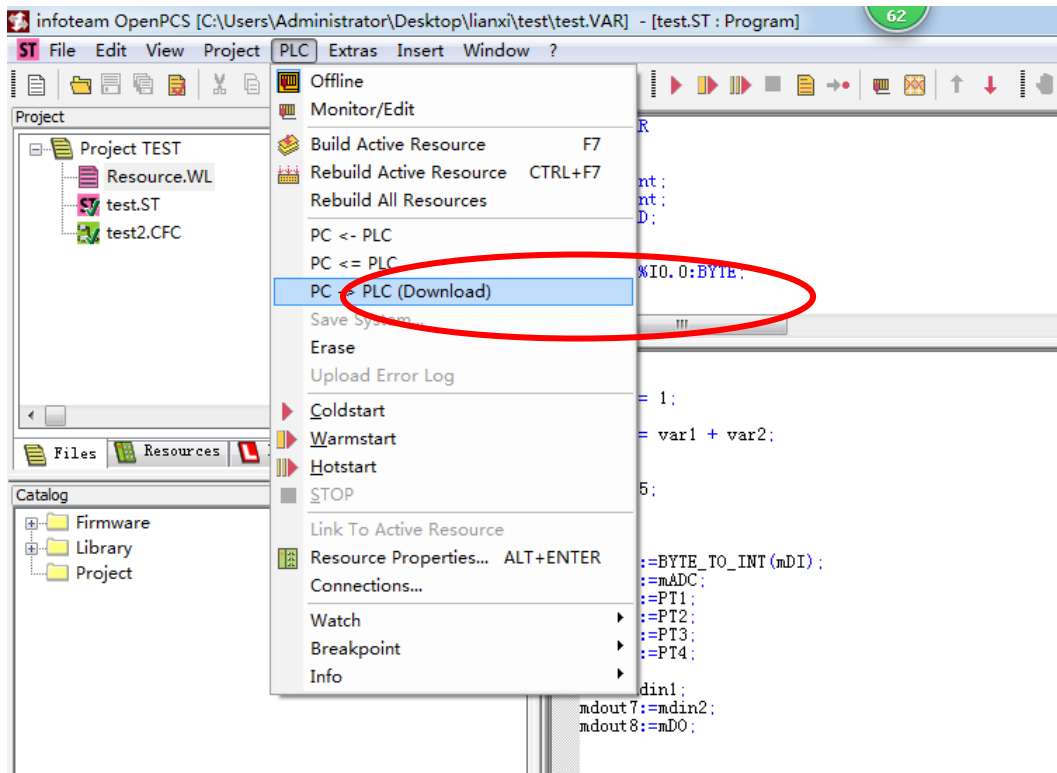 infoteam OpenPCS [C:\Users\Administrator\Desktop\lianxi\test\test.VAR] - [test.ST : Program]
62
ST File Edit View Project PLC Extras Insert Window ?
Project
Project TEST
Resource.WL
ST test.ST
test2.CFC
Files Resources
Catalog
Firmware
Library
Project
Offline
Monitor/Edit
Build Active Resource F7
Rebuild Active Resource CTRL+F7
Rebuild All Resources
PC <- PLC
PC <= PLC
PC -> PLC (Download)
Save System...
Erase
Upload Error Log
Coldstart
Warmstart
Hotstart
STOP
Link To Active Resource
Resource Properties... ALT+ENTER
Connections...
Watch
Breakpoint
Info
R
nt;
nt;
D;
%I0.0:BYTE;
= 1;
= var1 + var2;
5;
:=BYTE_TO_INT(mDI);
:=mADC;
:=PT1;
:=PT2;
:=PT3;
:=PT4;
din1;
mdout7:=mdin2;
mdout8:=mDO;